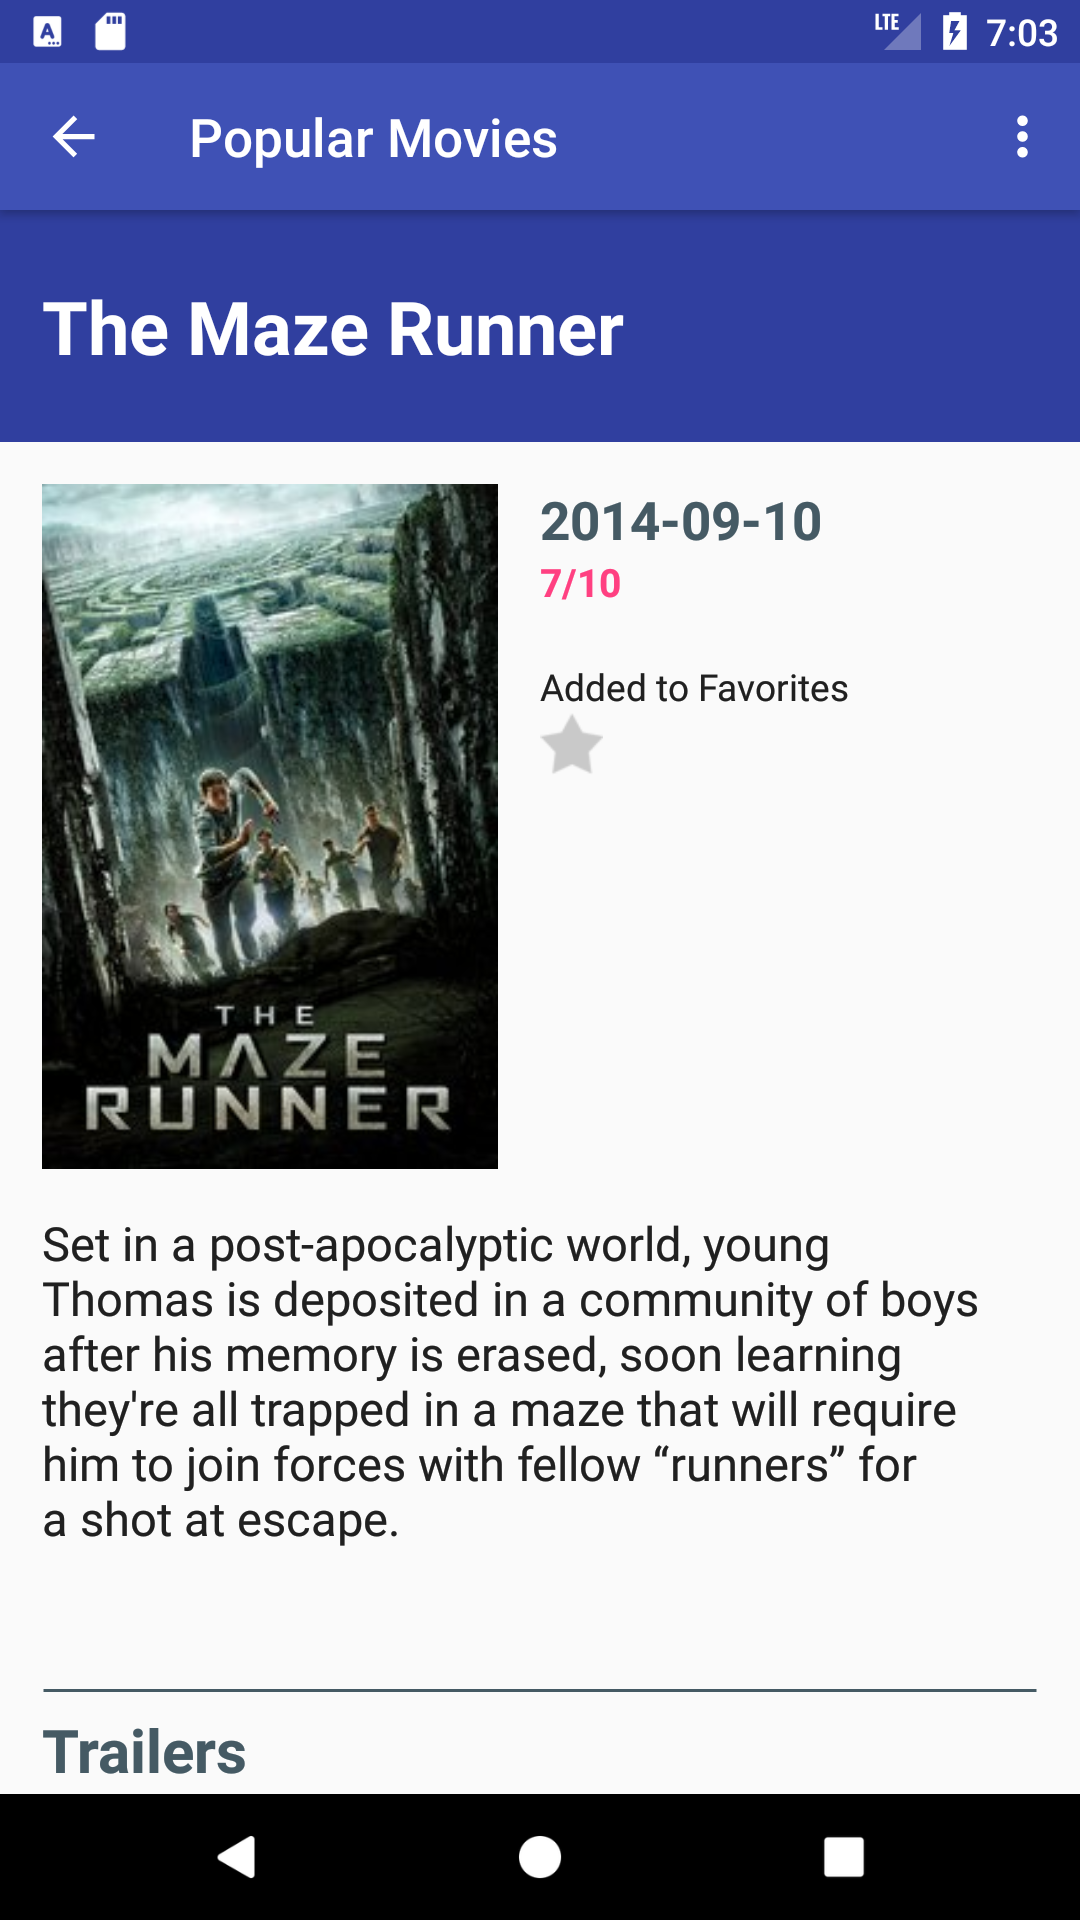 LTE 7:03
Popular Movies
The Maze Runner
2014-09-10
7/10
Added to Favorites
THE
MAZE
RUNNER
Set in a post-apocalyptic world, young
Thomas is deposited in a community of boys
after his memory is erased, soon learning
they're all trapped in a maze that will require
him to join forces with fellow “runners” for
a shot at escape.
Trailers